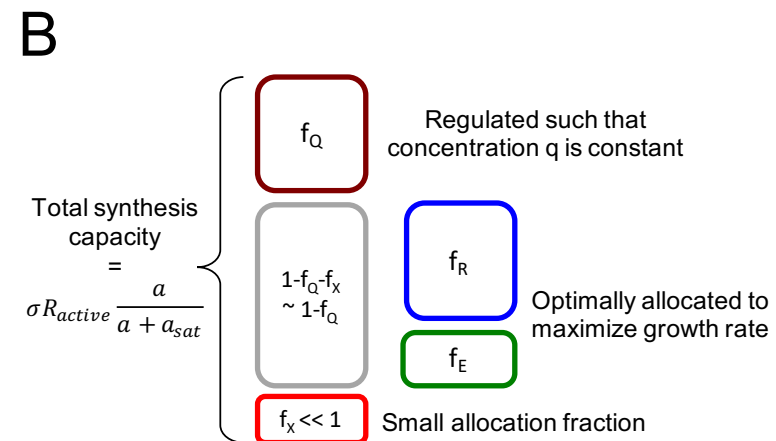 B
f_Q
Regulated such that
concentration q is constant
Total synthesis
capacity
=
σR_active a / (a + a_sat)
1-f_Q-f_X
~ 1-f_Q
f_R
f_E
Optimally allocated to
maximize growth rate
f_X << 1
Small allocation fraction